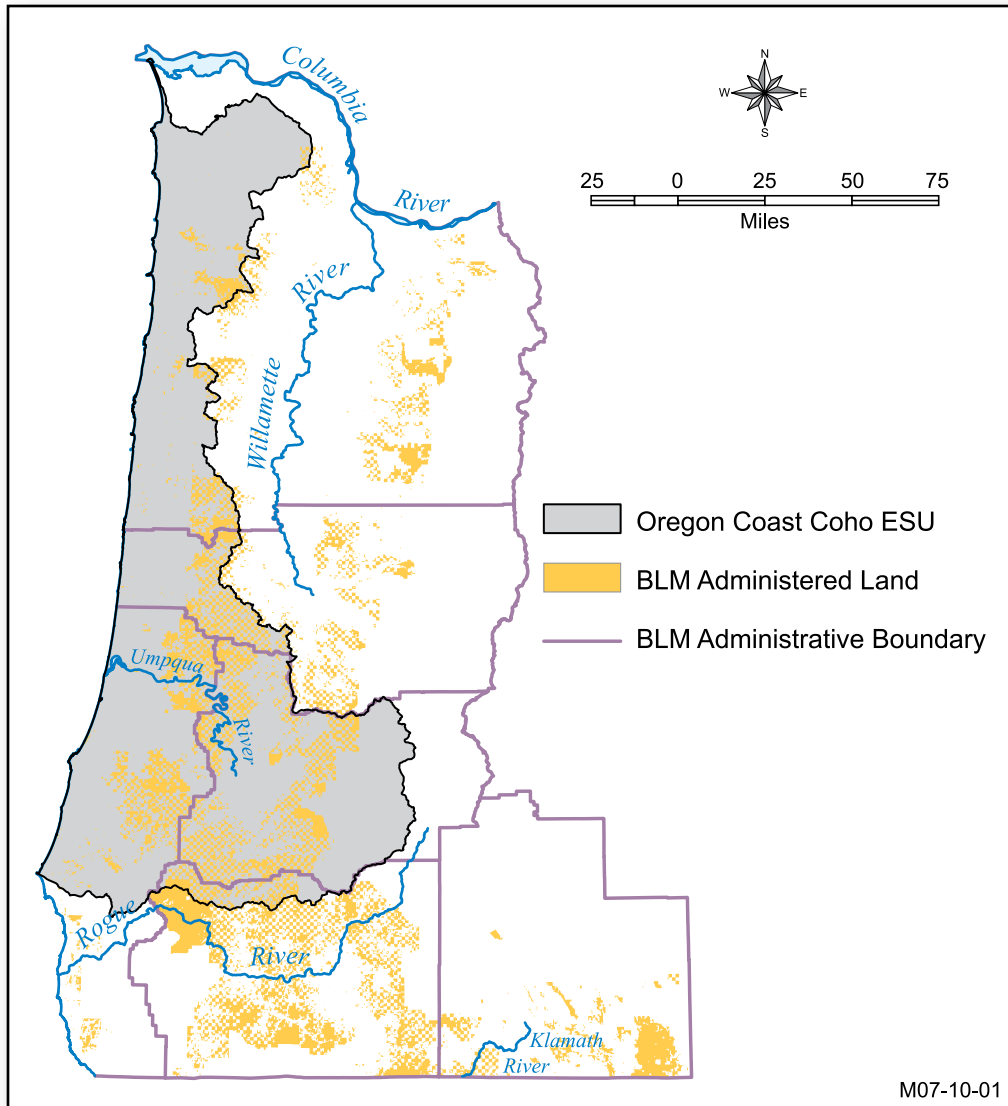 Columbia
River
N
W E
S
25 0 25 50 75
Miles
River
Willamette
Oregon Coast Coho ESU
BLM Administered Land
BLM Administrative Boundary
Umpqua
River
Rogue
River
Klamath
River
M07-10-01